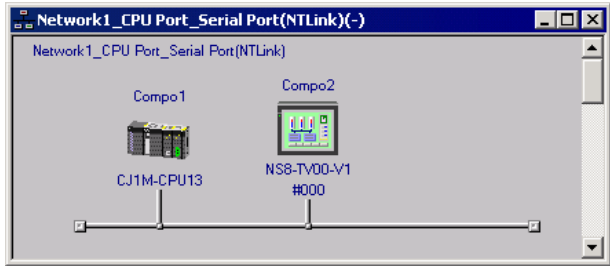 Network1_CPU Port_Serial Port(NTLink)(-)
Network1_CPU Port_Serial Port(NTLink)
Compo1
Compo2
CJ1M-CPU13
NS8-TV00-V1
#000